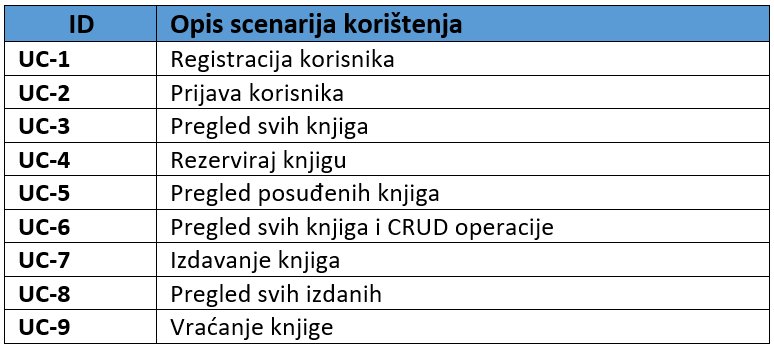 ID Opis scenarija korištenja
UC-1 Registracija korisnika
UC-2 Prijava korisnika
UC-3 Pregled svih knjiga
UC-4 Rezerviraj knjigu
UC-5 Pregled posuđenih knjiga
UC-6 Pregled svih knjiga i CRUD operacije
UC-7 Izdavanje knjiga
UC-8 Pregled svih izdanih
UC-9 Vraćanje knjige